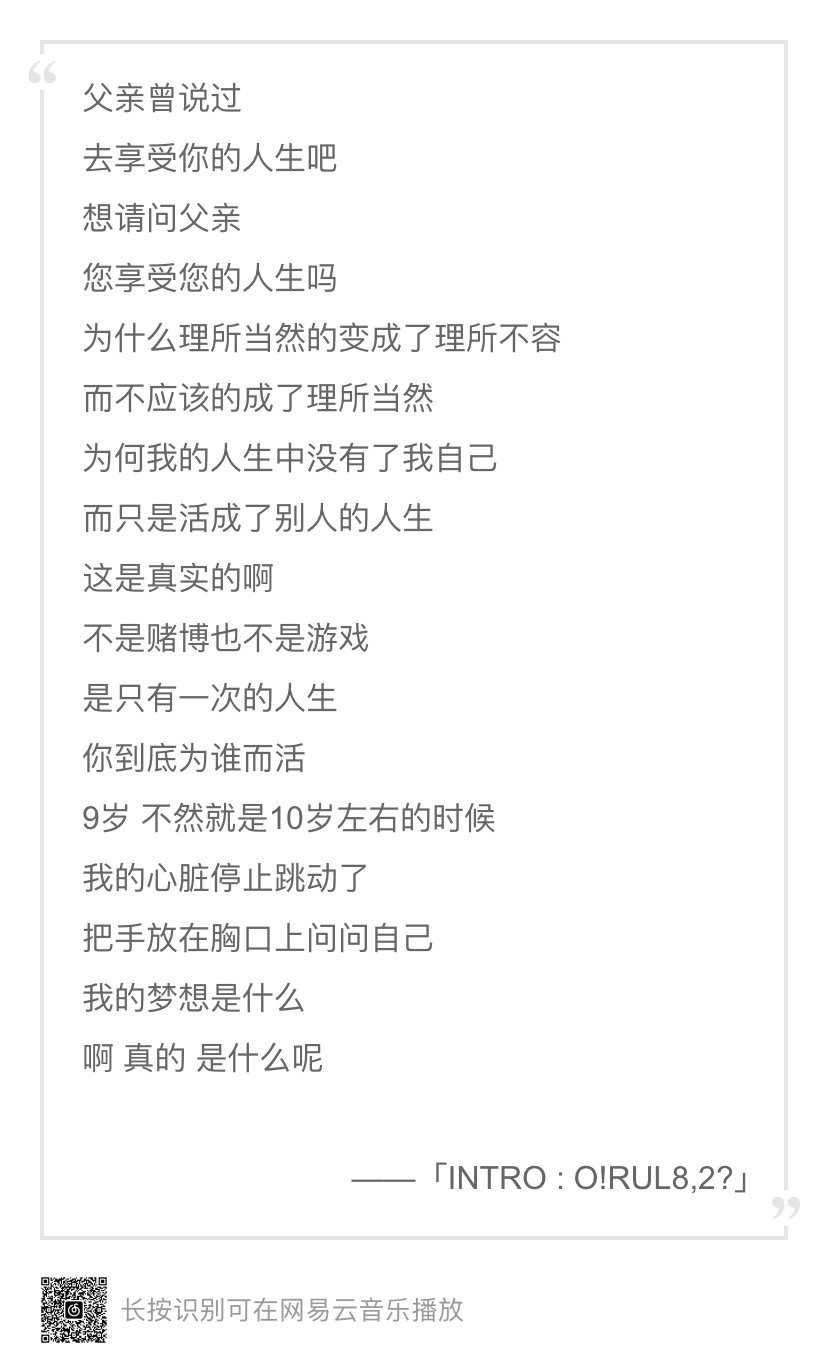 “
父亲曾说过
去享受你的人生吧
想请问父亲
您享受您的人生吗
为什么理所当然的变成了理所不容
而不应该的成了理所当然
为何我的人生中没有了我自己
而只是活成了别人的人生
这是真实的啊
不是赌博也不是游戏
是只有一次的人生
你到底为谁而活
9岁 不然就是10岁左右的时候
我的心脏停止跳动了
把手放在胸口上问问自己
我的梦想是什么
啊 真的 是什么呢
——「INTRO : O!RUL8,2?」
”
长按识别可在网易云音乐播放